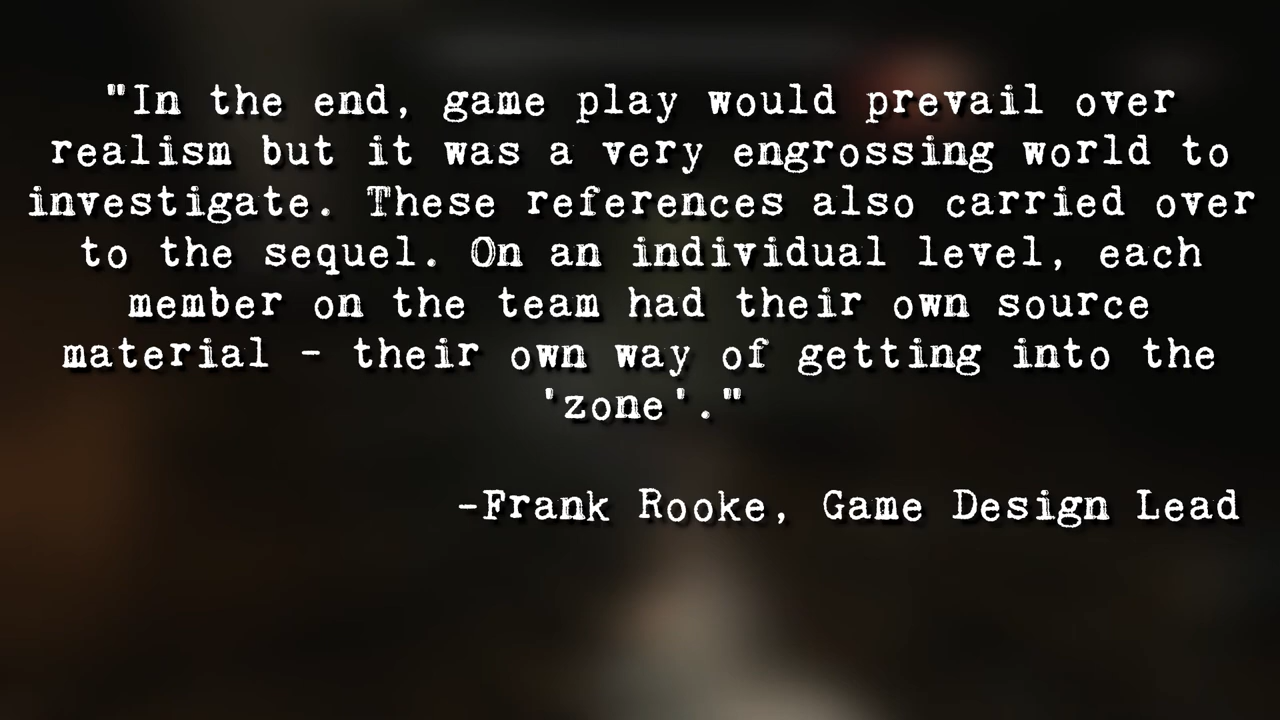 "In the end, game play would prevail over
realism but it was a very engrossing world to
investigate. These references also carried over
to the sequel. On an individual level, each
member on the team had their own source
material - their own way of getting into the
'zone'."
-Frank Rooke, Game Design Lead